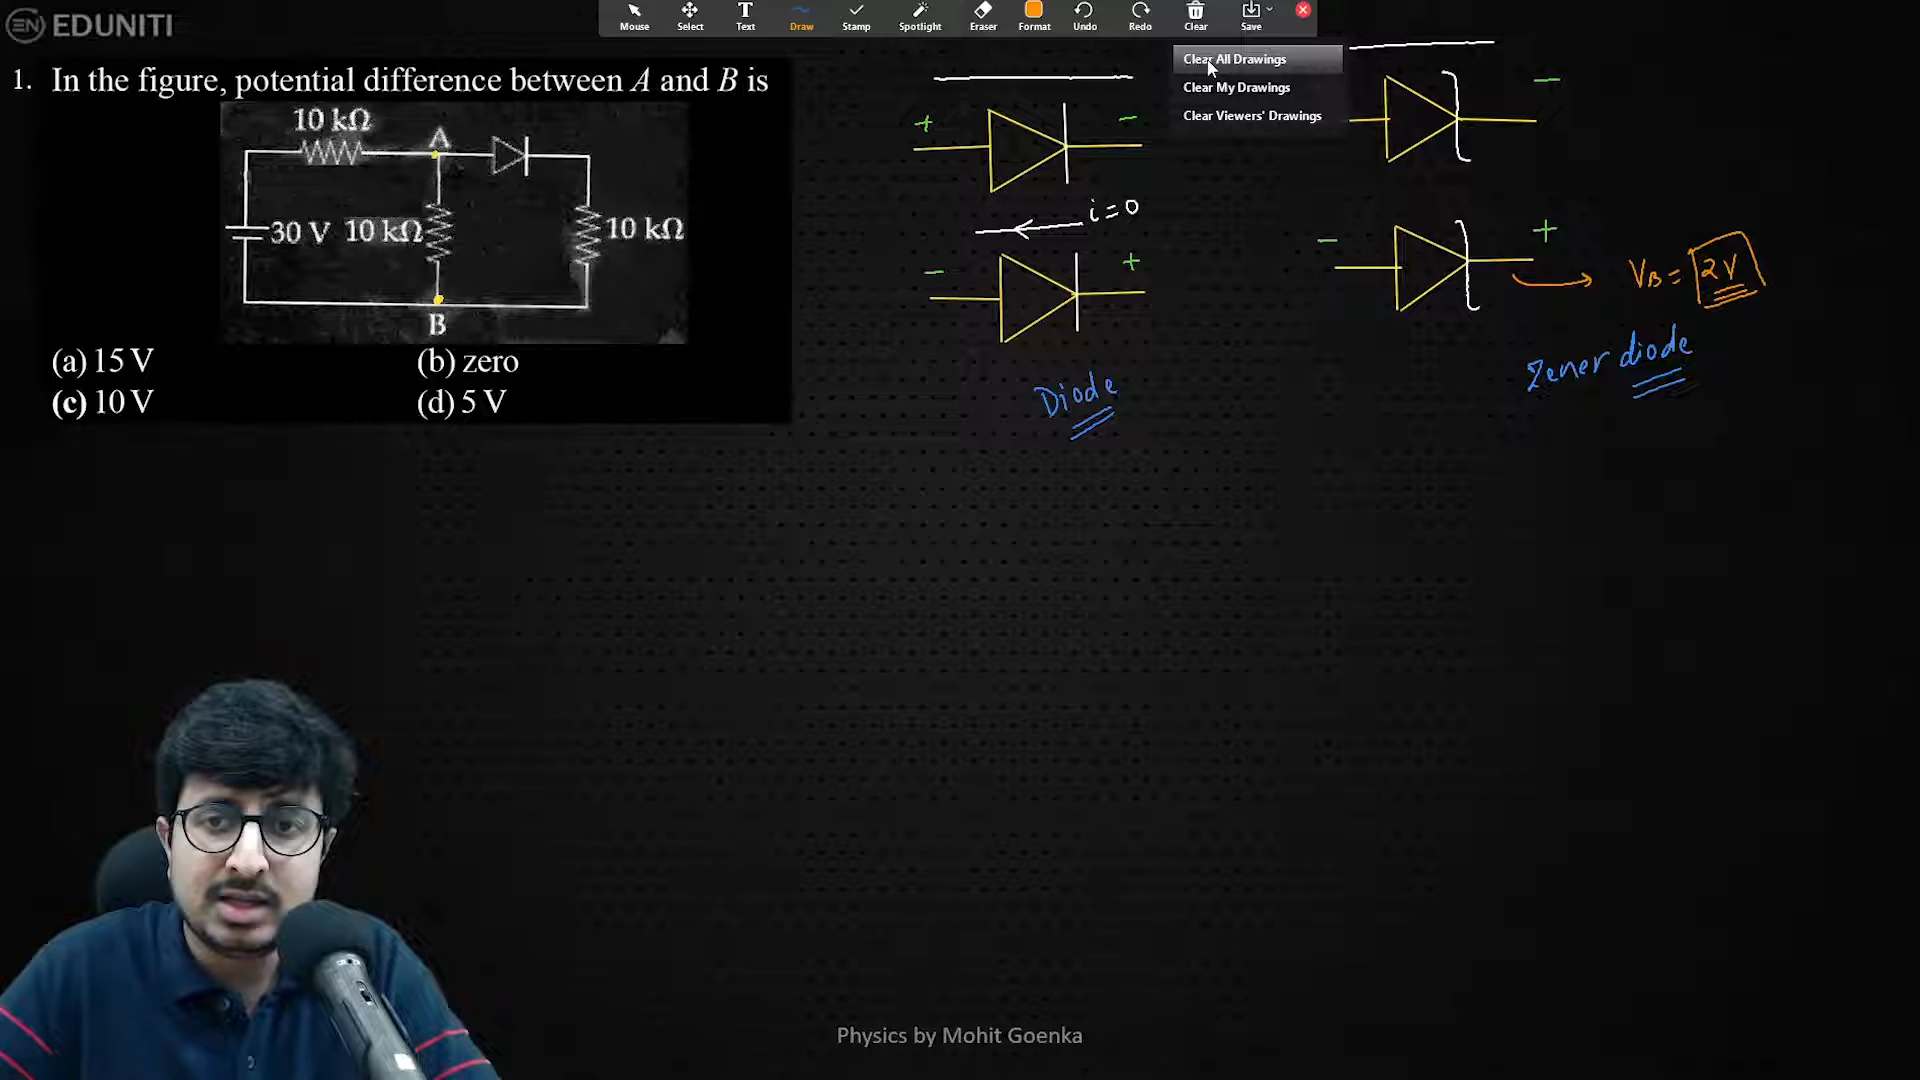 EN EDUNITI
Mouse Select Text Draw Stamp Spotlight Eraser Format Undo Redo Clear Save
Clear All Drawings
Clear My Drawings
Clear Viewers' Drawings
1. In the figure, potential difference between A and B is
10 kΩ
A
30 V 10 kΩ 10 kΩ
B
(a) 15 V (b) zero
(c) 10 V (d) 5 V
+ -
i = 0
- +
Diode
-
- +
VB = 2V
Zener diode
Physics by Mohit Goenka